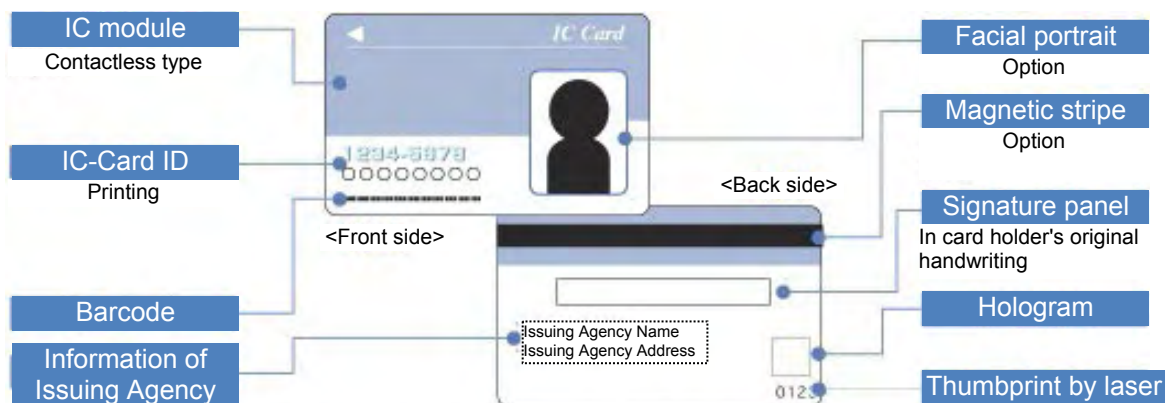 IC module
Contactless type
IC-Card ID
Printing
Barcode
Information of
Issuing Agency
IC Card
1234-5678
OOOOOOOO
<Front side>
<Back side>
Issuing Agency Name
Issuing Agency Address
0123
Facial portrait
Option
Magnetic stripe
Option
Signature panel
In card holder's original
handwriting
Hologram
Thumbprint by laser